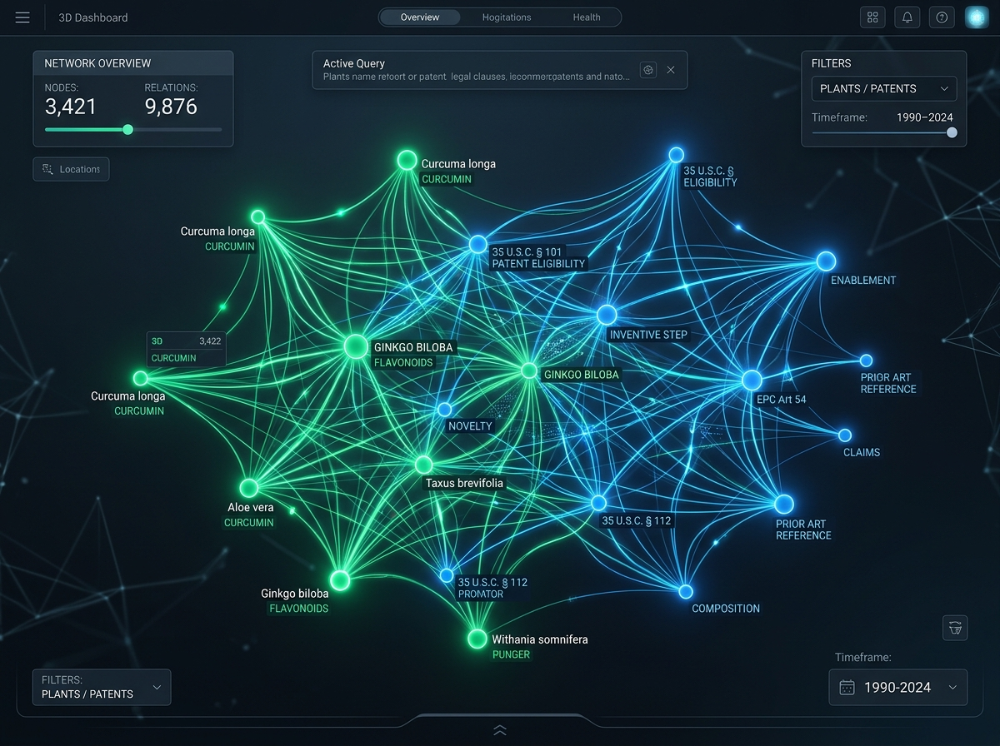 3D Dashboard
Overview
Hogitations
Health
NETWORK OVERVIEW
NODES:
RELATIONS:
3,421
9,876
Locations
Active Query
Plants name refoort or patent legal clauses, iscommercpatents and nato...
FILTERS
PLANTS / PATENTS
Timeframe:
1990–2024
Curcuma longa
CURCUMIN
35 U.S.C. §
ELIGIBILITY
Curcuma longa
CURCUMIN
35 U.S.C. § 101
PATENT ELIGIBILITY
ENABLEMENT
INVENTIVE STEP
3D
3,422
CURCUMIN
GINKGO BILOBA
FLAVONOIDS
GINKGO BILOBA
PRIOR ART
REFERENCE
Curcuma longa
CURCUMIN
EPC Art 54
NOVELTY
CLAIMS
Taxus brevifolia
Aloe vera
CURCUMIN
35 U.S.C. § 112
PRIOR ART
REFERENCE
35 U.S.C. § 112
PROMATOR
Ginkgo biloba
FLAVONOIDS
COMPOSITION
Withania somnifera
PUNGER
FILTERS:
PLANTS / PATENTS
Timeframe:
1990-2024